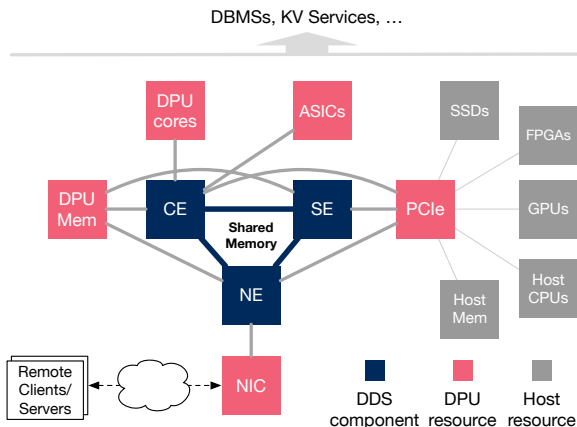 DBMSs, KV Services, ...
DPU
cores
ASICs
SSDs
FPGAs
DPU
Mem
CE
SE
PCIe
GPUs
Shared
Memory
NE
Host
Mem
Host
CPUs
Remote
Clients/
Servers
NIC
DDS
component
DPU
resource
Host
resource